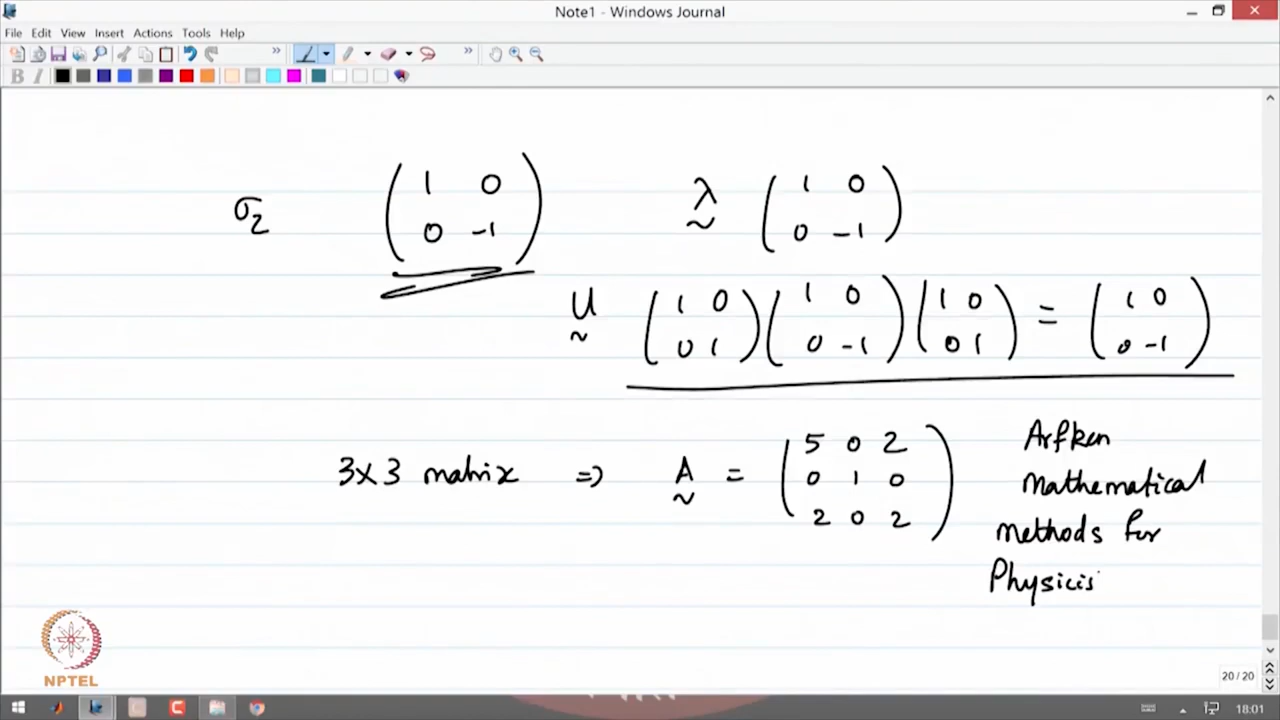 Note1 - Windows Journal
File Edit View Insert Actions Tools Help
σz ( 1 0 λ ( 1 0
0 -1 ) 0 -1 )
U ( 1 0 ( 1 0 ( 1 0 = ( 1 0
0 1 ) 0 -1 ) 0 1 ) 0 -1 )
3x3 matrix => A = ( 5 0 2
0 1 0
2 0 2 )
Arfken
Mathematical
Methods for
Physicis
NPTEL
20 / 20
18:01